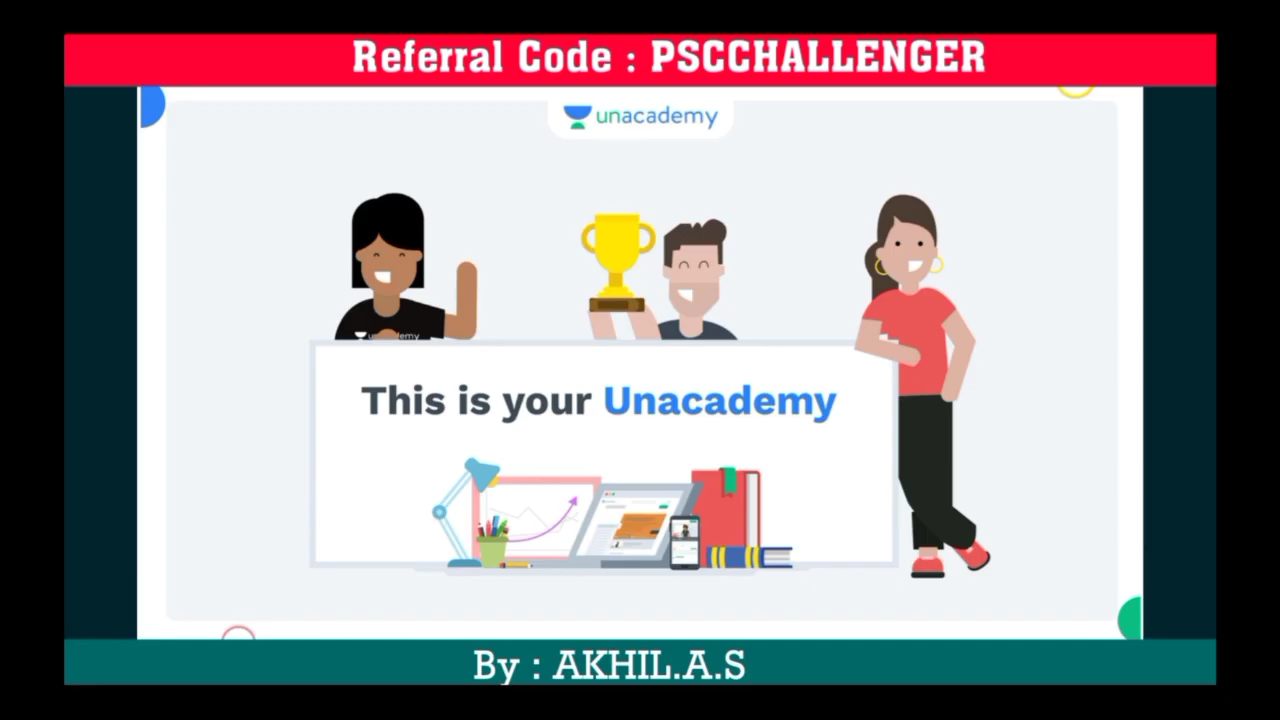 Referral Code : PSCCHALLENGER
unacademy
This is your Unacademy
By : AKHIL.A.S